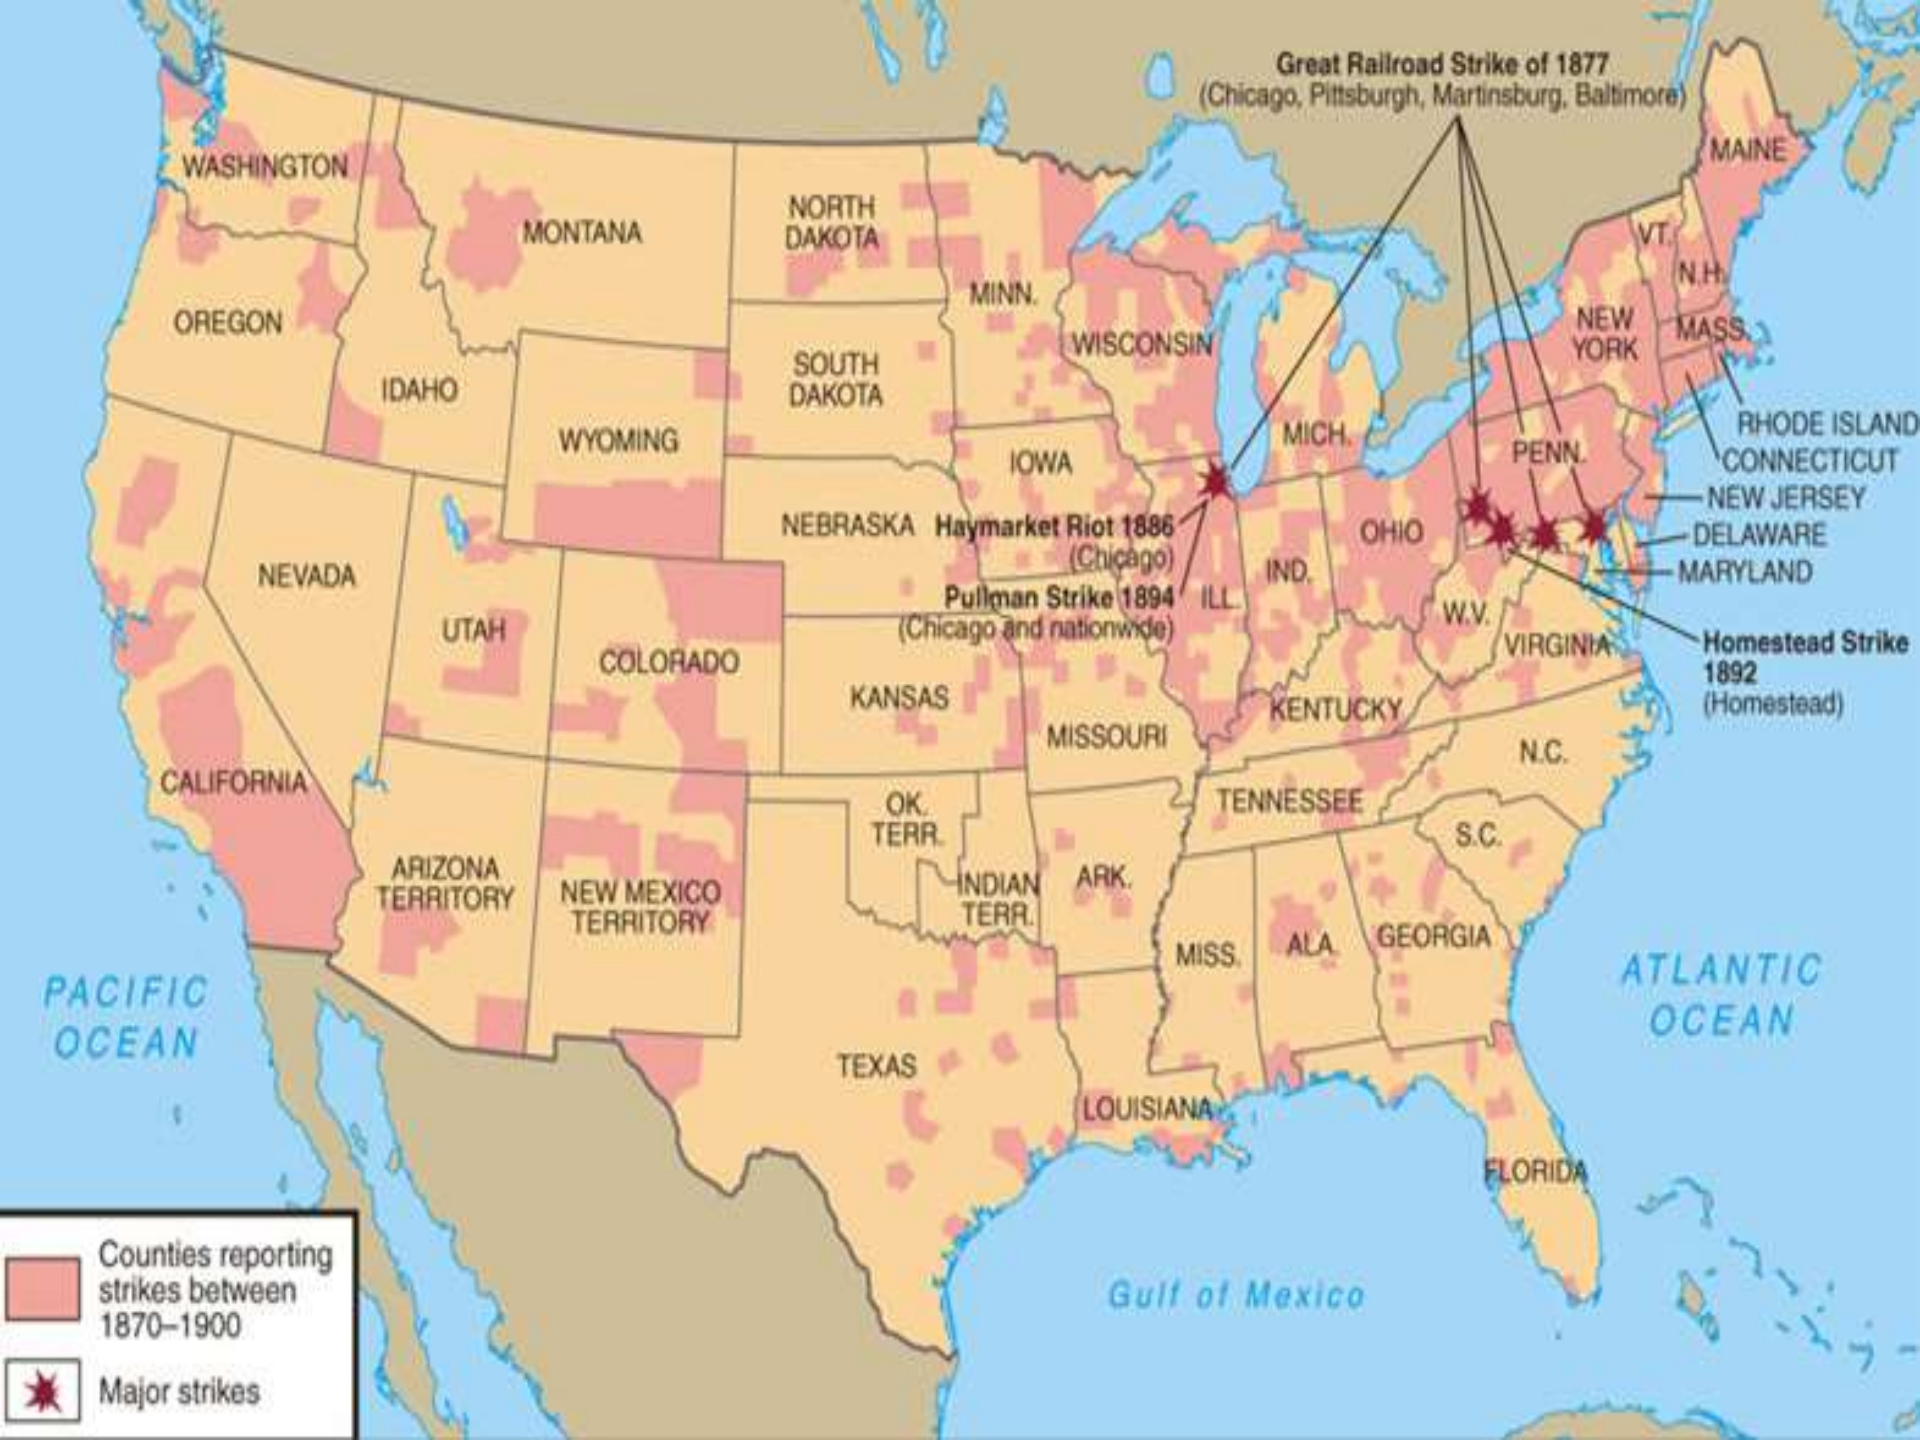 Great Railroad Strike of 1877
(Chicago, Pittsburgh, Martinsburg, Baltimore)
MAINE
WASHINGTON
MONTANA
NORTH
DAKOTA
MINN.
VT.
N.H.
OREGON
IDAHO
SOUTH
DAKOTA
WISCONSIN
NEW
YORK
MASS.
WYOMING
IOWA
MICH.
PENN.
RHODE ISLAND
CONNECTICUT
NEW JERSEY
DELAWARE
MARYLAND
NEBRASKA
Haymarket Riot 1886
(Chicago)
Pullman Strike 1894
(Chicago and nationwide)
OHIO
IND.
ILL.
W.V.
VIRGINIA
Homestead Strike
1892
(Homestead)
NEVADA
UTAH
COLORADO
KANSAS
MISSOURI
KENTUCKY
N.C.
CALIFORNIA
OK.
TERR.
TENNESSEE
S.C.
ARIZONA
TERRITORY
NEW MEXICO
TERRITORY
INDIAN
TERR.
ARK.
MISS.
ALA.
GEORGIA
PACIFIC
OCEAN
ATLANTIC
OCEAN
TEXAS
LOUISIANA
FLORIDA
Gulf of Mexico
Counties reporting
strikes between
1870–1900
Major strikes